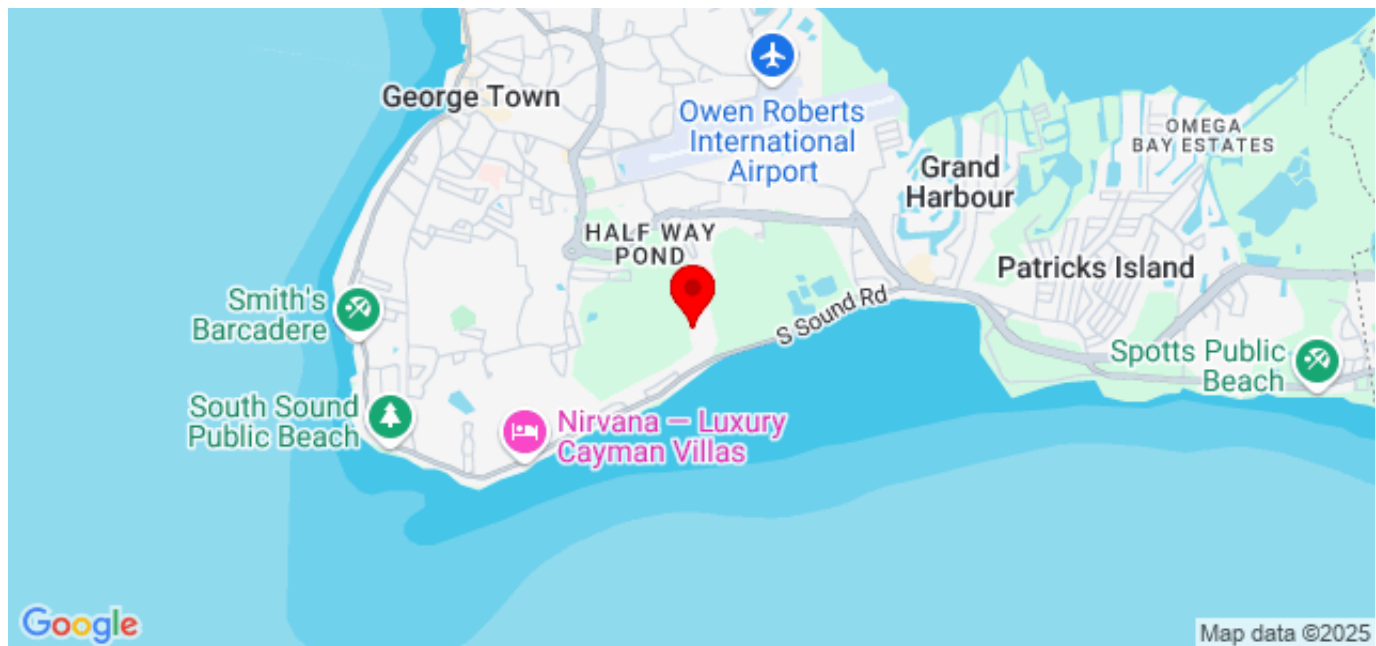 George Town
Owen Roberts
International
Airport
OMEGA
BAY ESTATES
Grand
Harbour
HALF WAY
POND
Patricks Island
Smith's
Barcadere
S Sound Rd
Spotts Public
Beach
South Sound
Public Beach
Nirvana — Luxury
Cayman Villas
Google
Map data ©2025